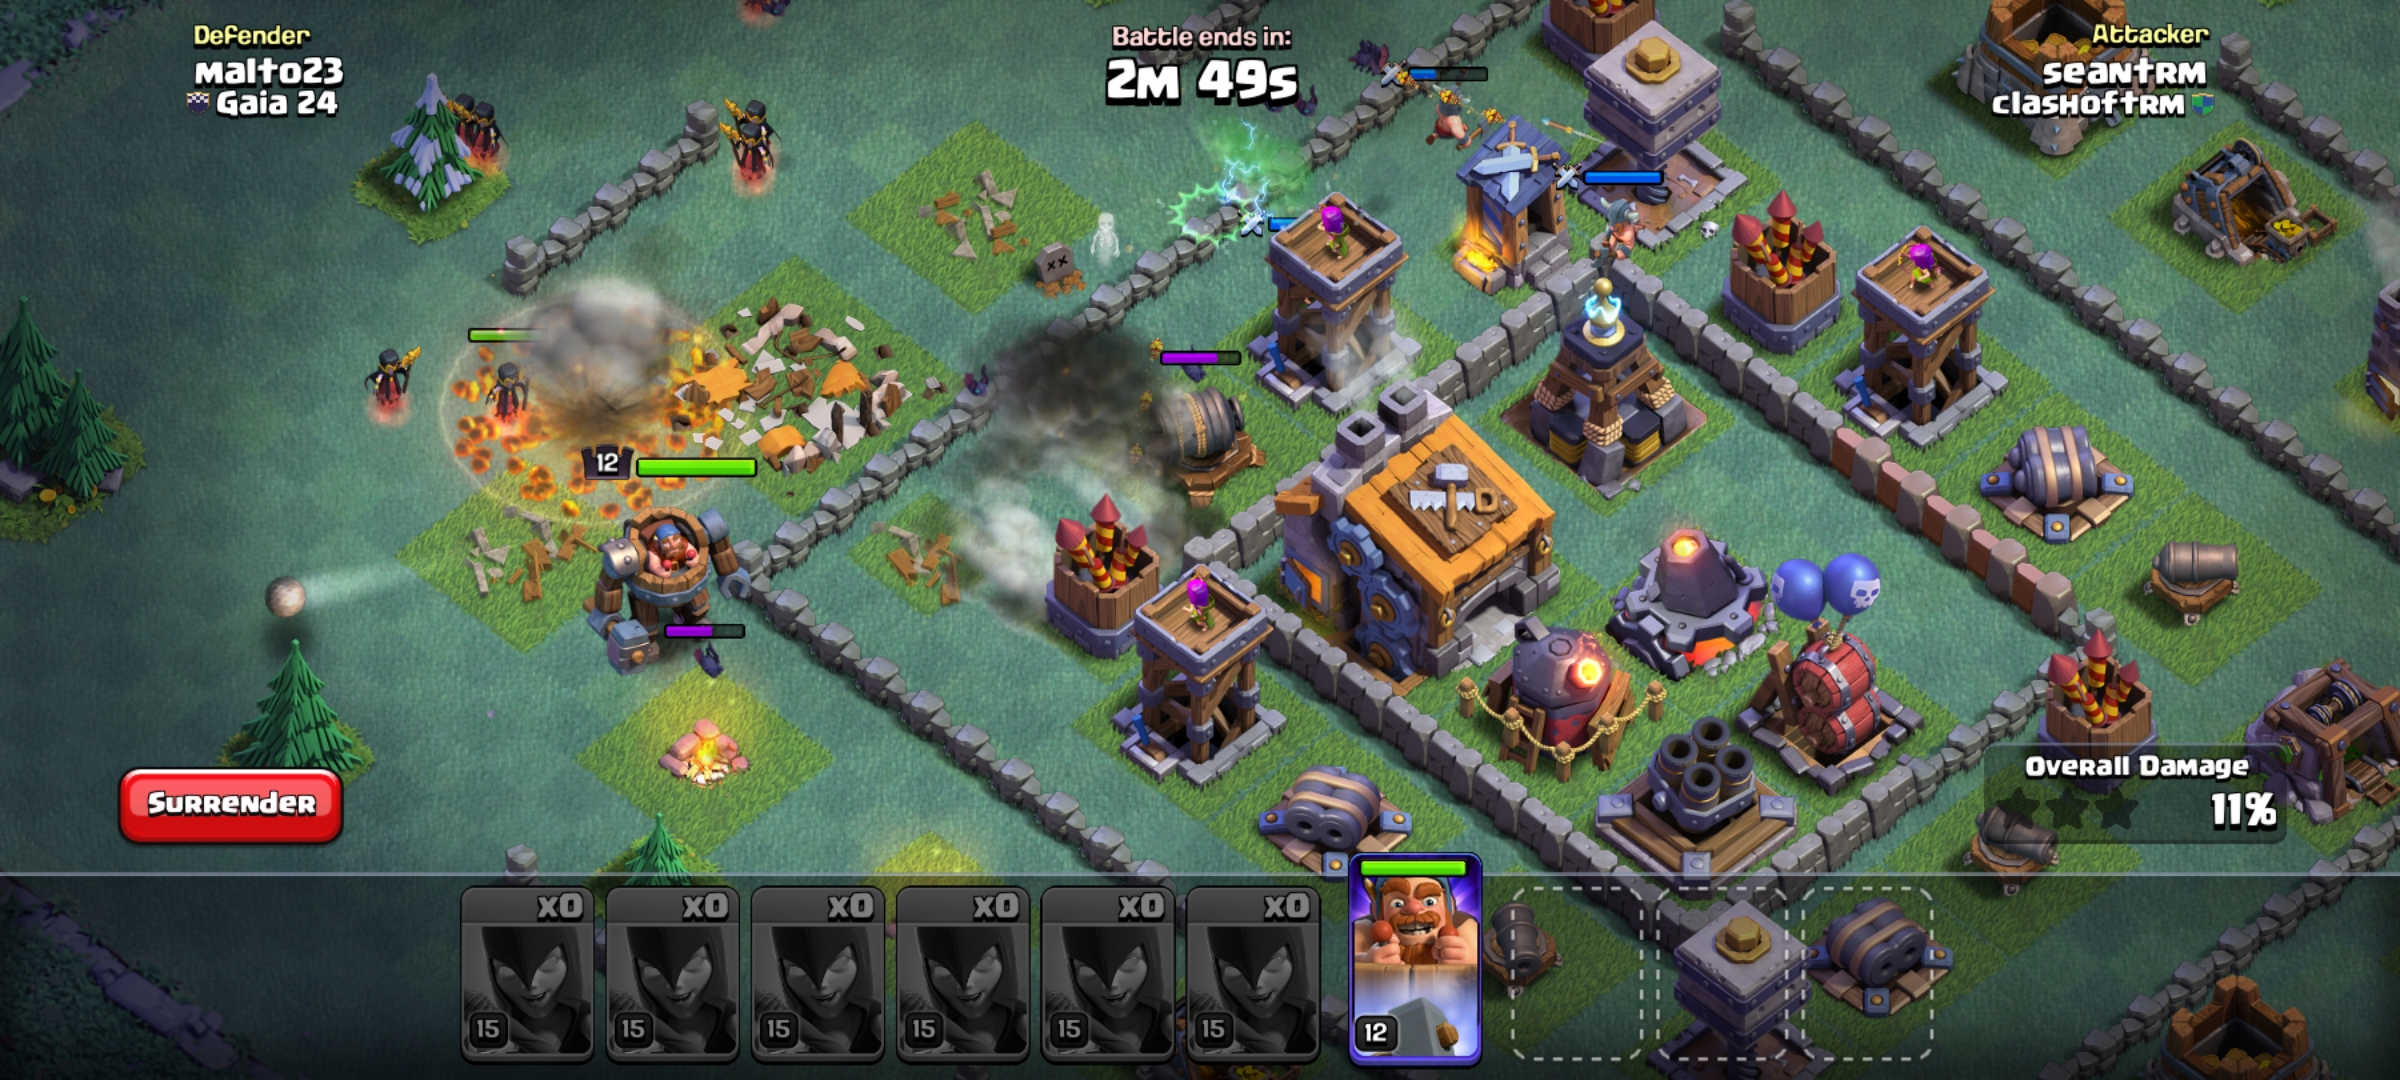 Defender
malto23
Gaia 24
Battle ends in:
2M 49s
Attacker
seantRM
clashoftRM
12
D
xx
Surrender
Overall Damage
11%
x0
x0
x0
x0
x0
x0
15
15
15
15
15
15
12